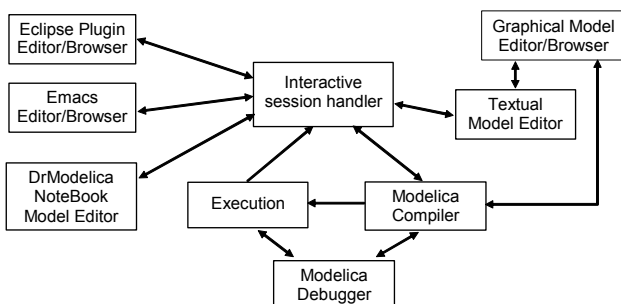 Eclipse Plugin
Editor/Browser
Emacs
Editor/Browser
DrModelica
NoteBook
Model Editor
Interactive
session handler
Graphical Model
Editor/Browser
Textual
Model Editor
Execution
Modelica
Compiler
Modelica
Debugger